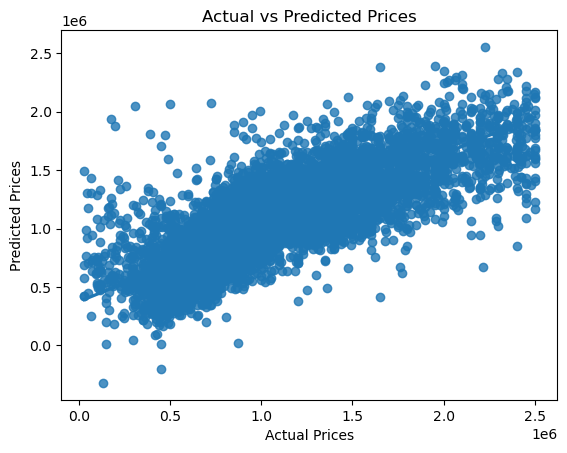 Actual vs Predicted Prices
1e6
2.5
2.0
1.5
1.0
0.5
0.0
Predicted Prices
0.0 0.5 1.0 1.5 2.0 2.5
Actual Prices 1e6